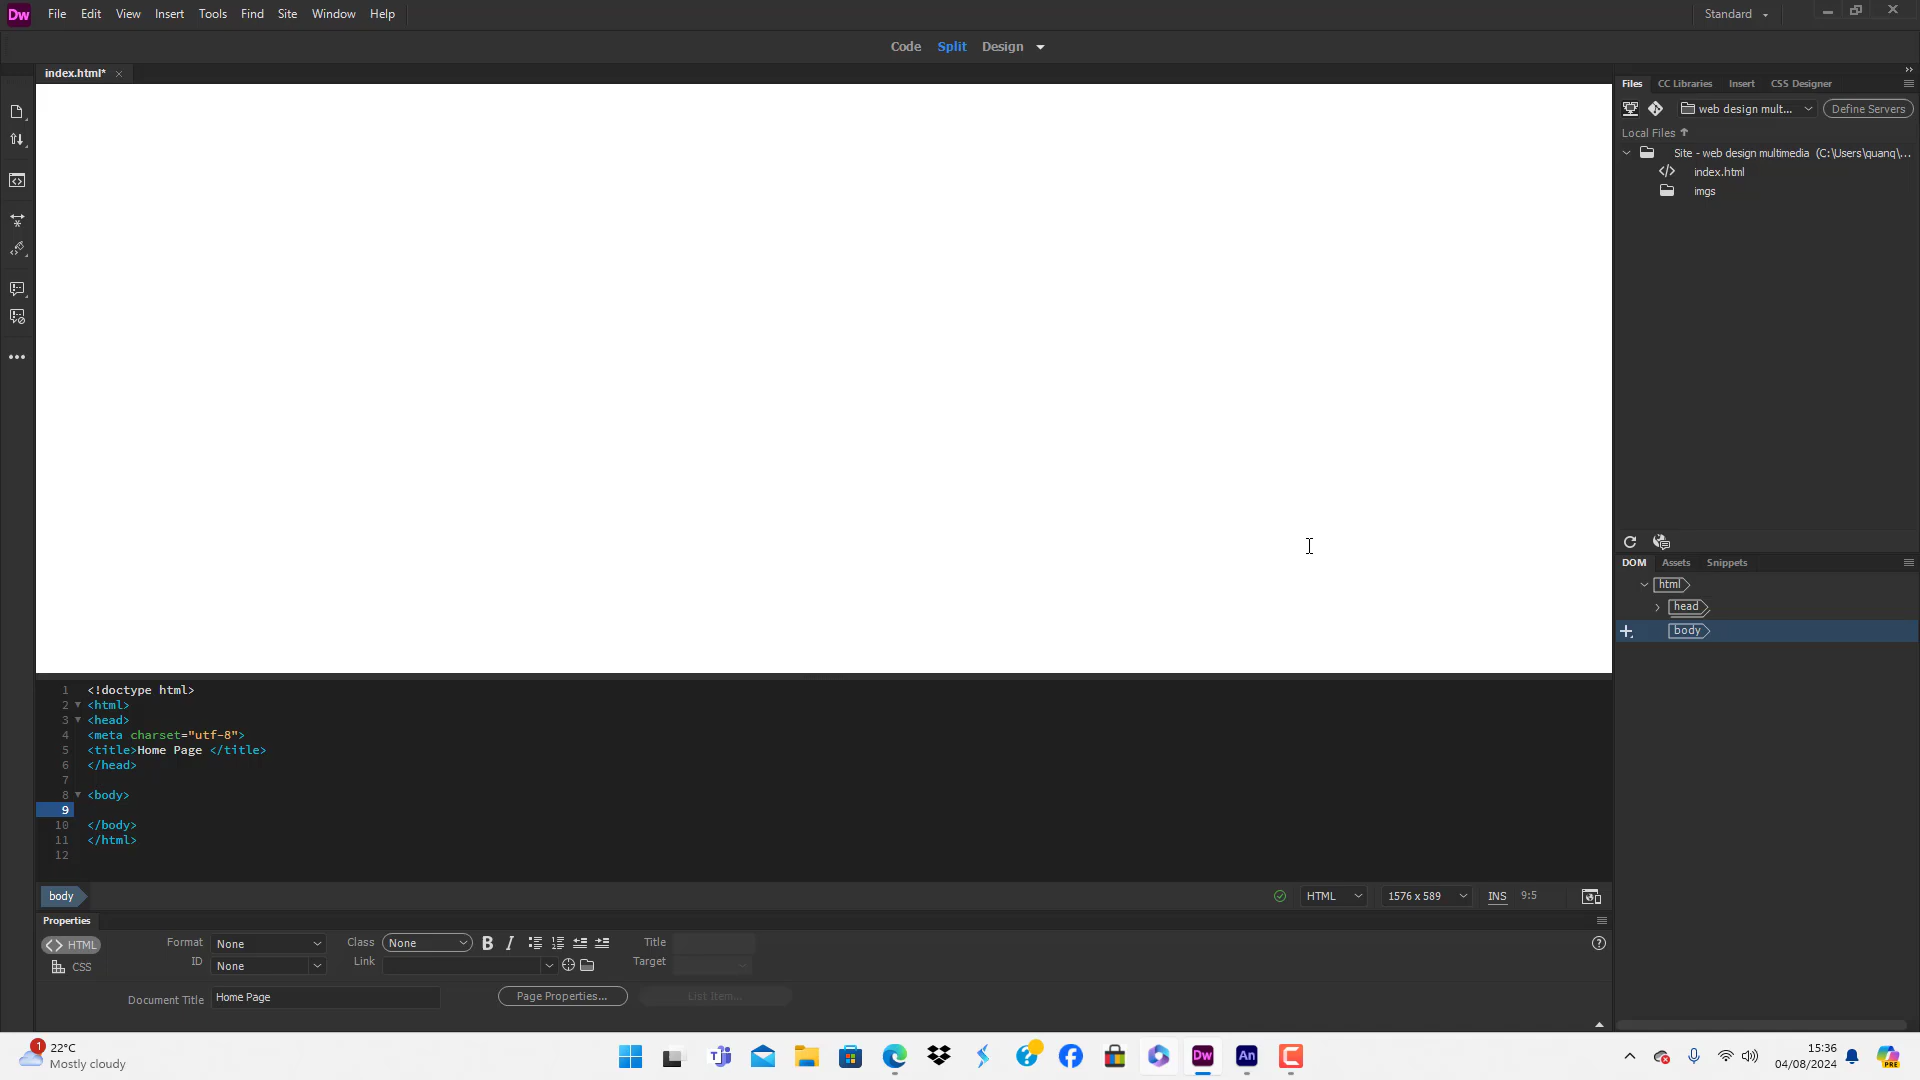 Dw File Edit View Insert Tools Find Site Window Help Standard
Code Split Design
index.html*
Files CC Libraries Insert CSS Designer
web design mult... Define Servers
Local Files
Site - web design multimedia (C:\Users\quanq\...
index.html
imgs
DOM Assets Snippets
html
head
body
1 <!doctype html>
2 <html>
3 <head>
4 <meta charset="utf-8">
5 <title>Home Page </title>
6 </head>
7
8 <body>
9
10 </body>
11 </html>
12
body HTML 1576 x 589 INS 9:5
Properties
HTML Format None Class None B I Title
CSS ID None Link Target
Document Title Home Page Page Properties... List Item...
1 22°C
Mostly cloudy
Dw An
15:36
04/08/2024
PRE